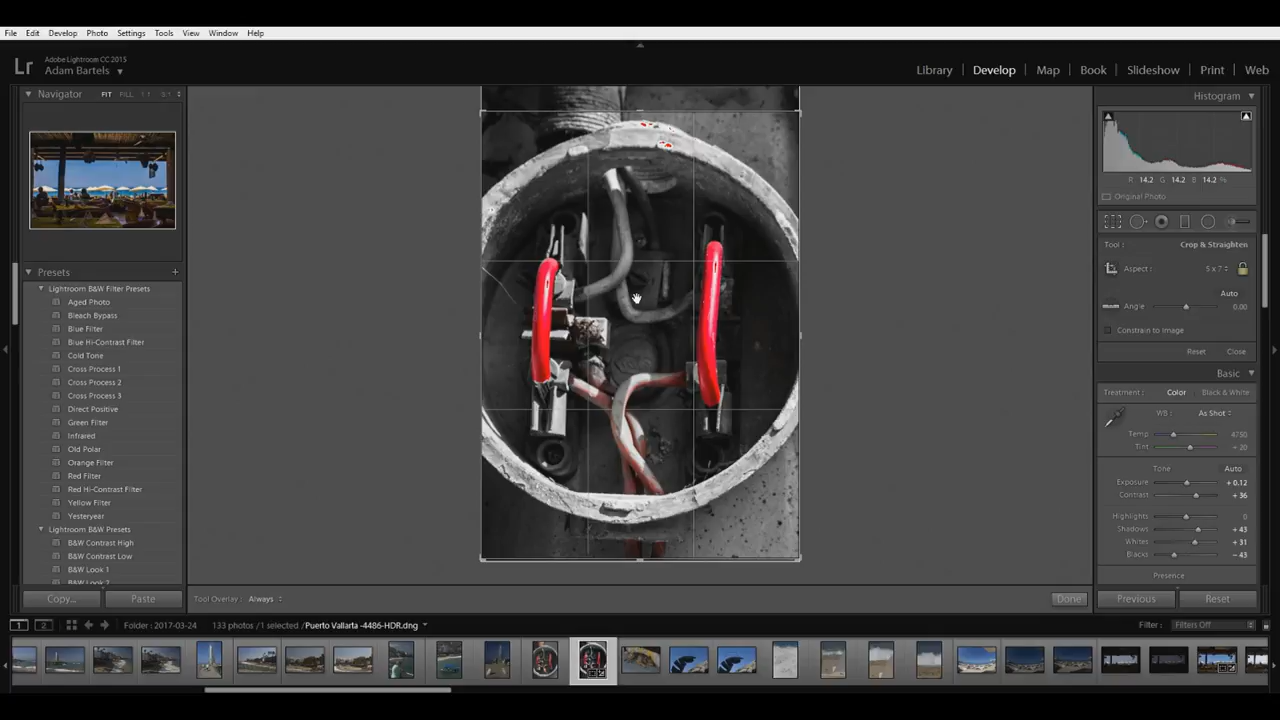 File Edit Develop Photo Settings Tools View Window Help
Lr
Adobe Lightroom CC 2015
Adam Bartels
Library Develop Map Book Slideshow Print Web
Navigator FIT FILL 1:1
Histogram
R 14.2 G 14.2 B 14.2 %
Original Photo
Tool : Crop & Straighten
Aspect : 5 x 7
Auto
Angle 0.00
Constrain to Image
Reset Close
Basic
Treatment : Color Black & White
WB : As Shot
Temp 4750
Tint + 20
Tone Auto
Exposure + 0.12
Contrast + 36
Highlights 0
Shadows + 43
Whites + 31
Blacks – 43
Presence
Previous Reset
Presets +
Lightroom B&W Filter Presets
Aged Photo
Bleach Bypass
Blue Filter
Blue Hi-Contrast Filter
Cold Tone
Cross Process 1
Cross Process 2
Cross Process 3
Direct Positive
Green Filter
Infrared
Old Polar
Orange Filter
Red Filter
Red Hi-Contrast Filter
Yellow Filter
Yesteryear
Lightroom B&W Presets
B&W Contrast High
B&W Contrast Low
B&W Look 1
B&W Look 2
Copy... Paste
Tool Overlay : Always
Done
1 2 Folder : 2017-03-24 133 photos / 1 selected / Puerto Vallarta -4486-HDR.dng
Filter : Filters Off